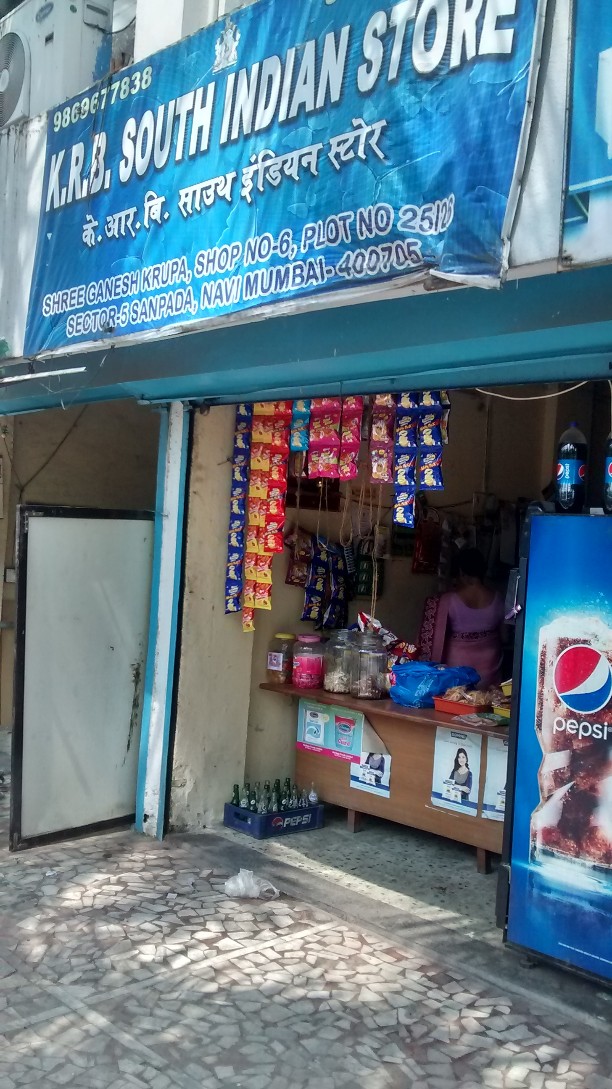 9869677838
K.R.B. SOUTH INDIAN STORE
के. आर. बि. साउथ इंडियन स्टोर
SHREE GANESH KRUPA, SHOP NO-6, PLOT NO 25/26
SECTOR-5 SANPADA, NAVI MUMBAI- 400705
pepsi
pepsi
PEPSI